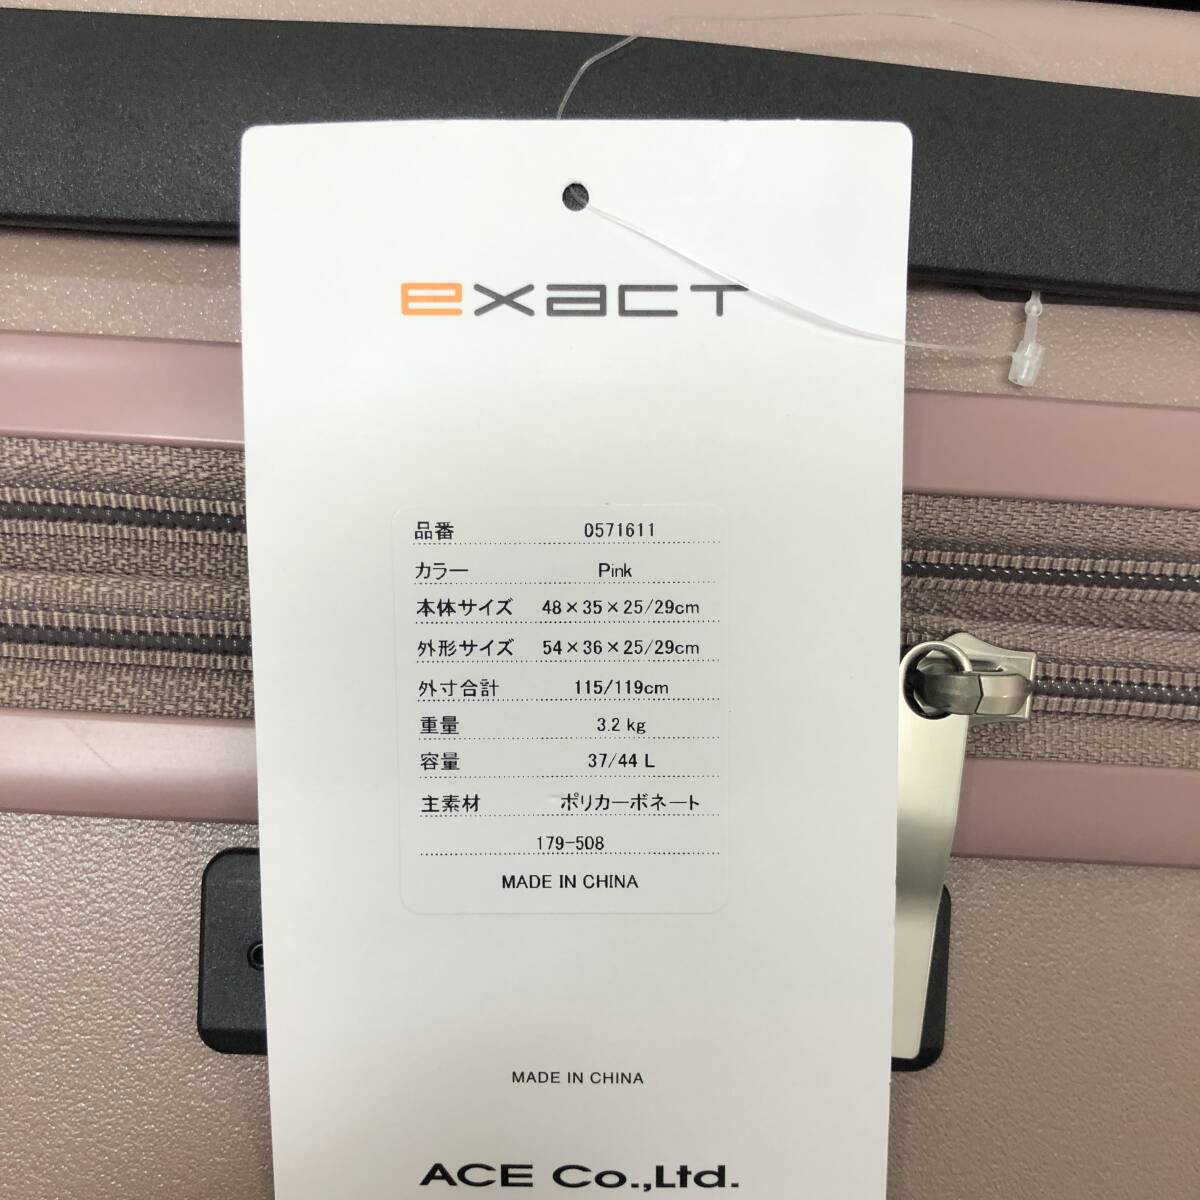 exact
品番 0571611
カラー Pink
本体サイズ 48×35×25/29cm
外形サイズ 54×36×25/29cm
外寸合計 115/119cm
重量 3.2 kg
容量 37/44 L
主素材 ポリカーボネート
179-508
MADE IN CHINA
MADE IN CHINA
ACE Co.,Ltd.